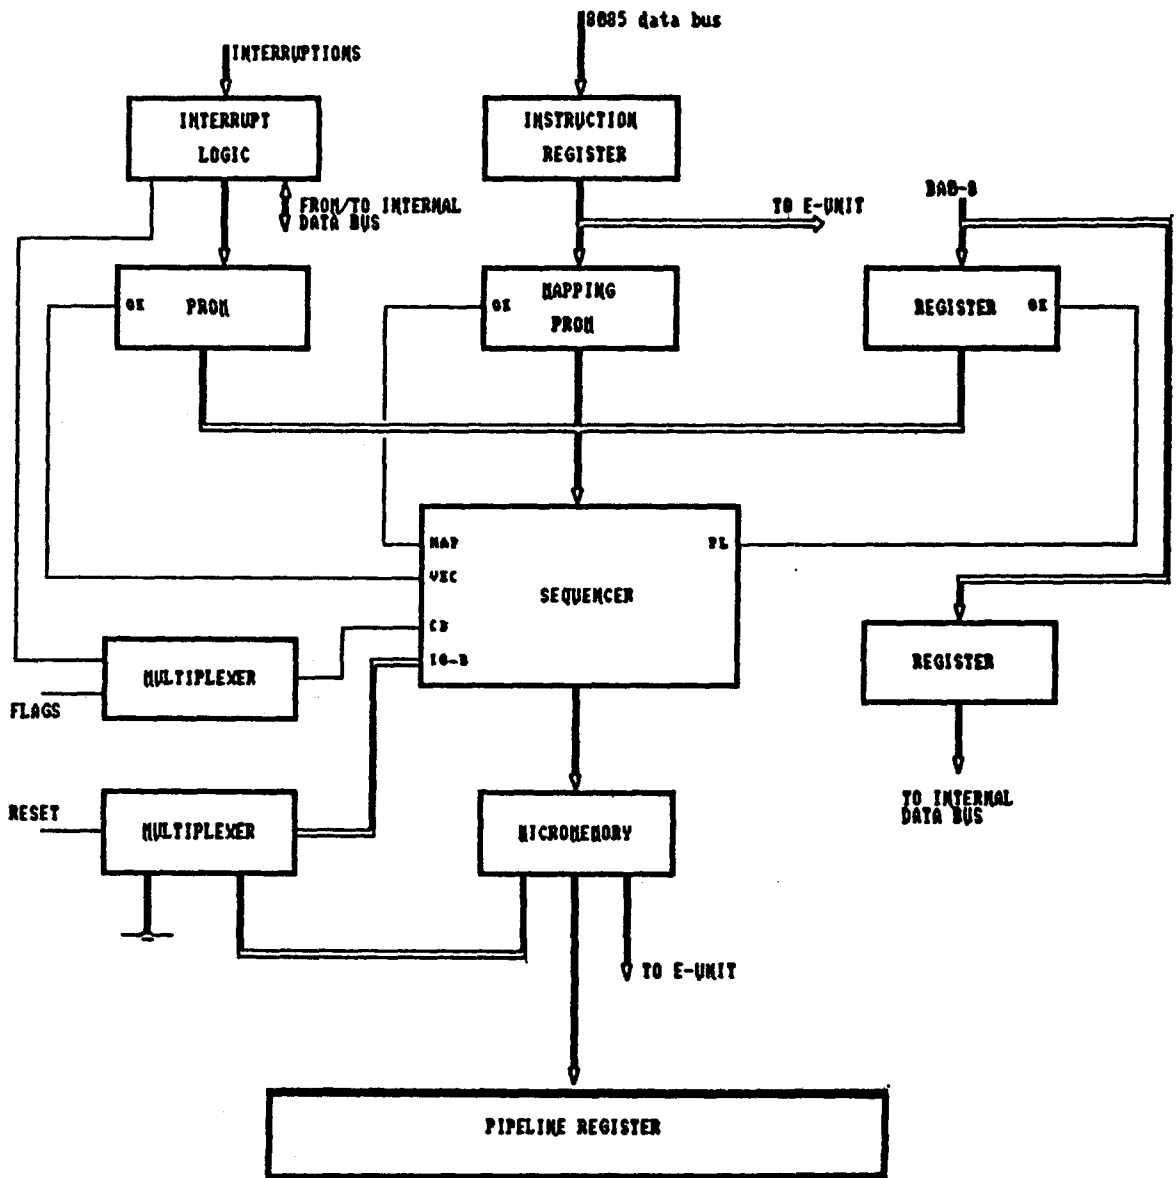 8085 data bus
INTERRUPTIONS
INTERRUPT
LOGIC
INSTRUCTION
REGISTER
FROM/TO INTERNAL
DATA BUS
TO E-UNIT
OE
PROM
OE
MAPPING
PROM
REGISTER
OE
MAP
PL
VEC
SEQUENCER
MULTIPLEXER
REGISTER
FLAGS
RESET
MULTIPLEXER
MICROMEMORY
TO INTERNAL
DATA BUS
TO E-UNIT
PIPELINE REGISTER